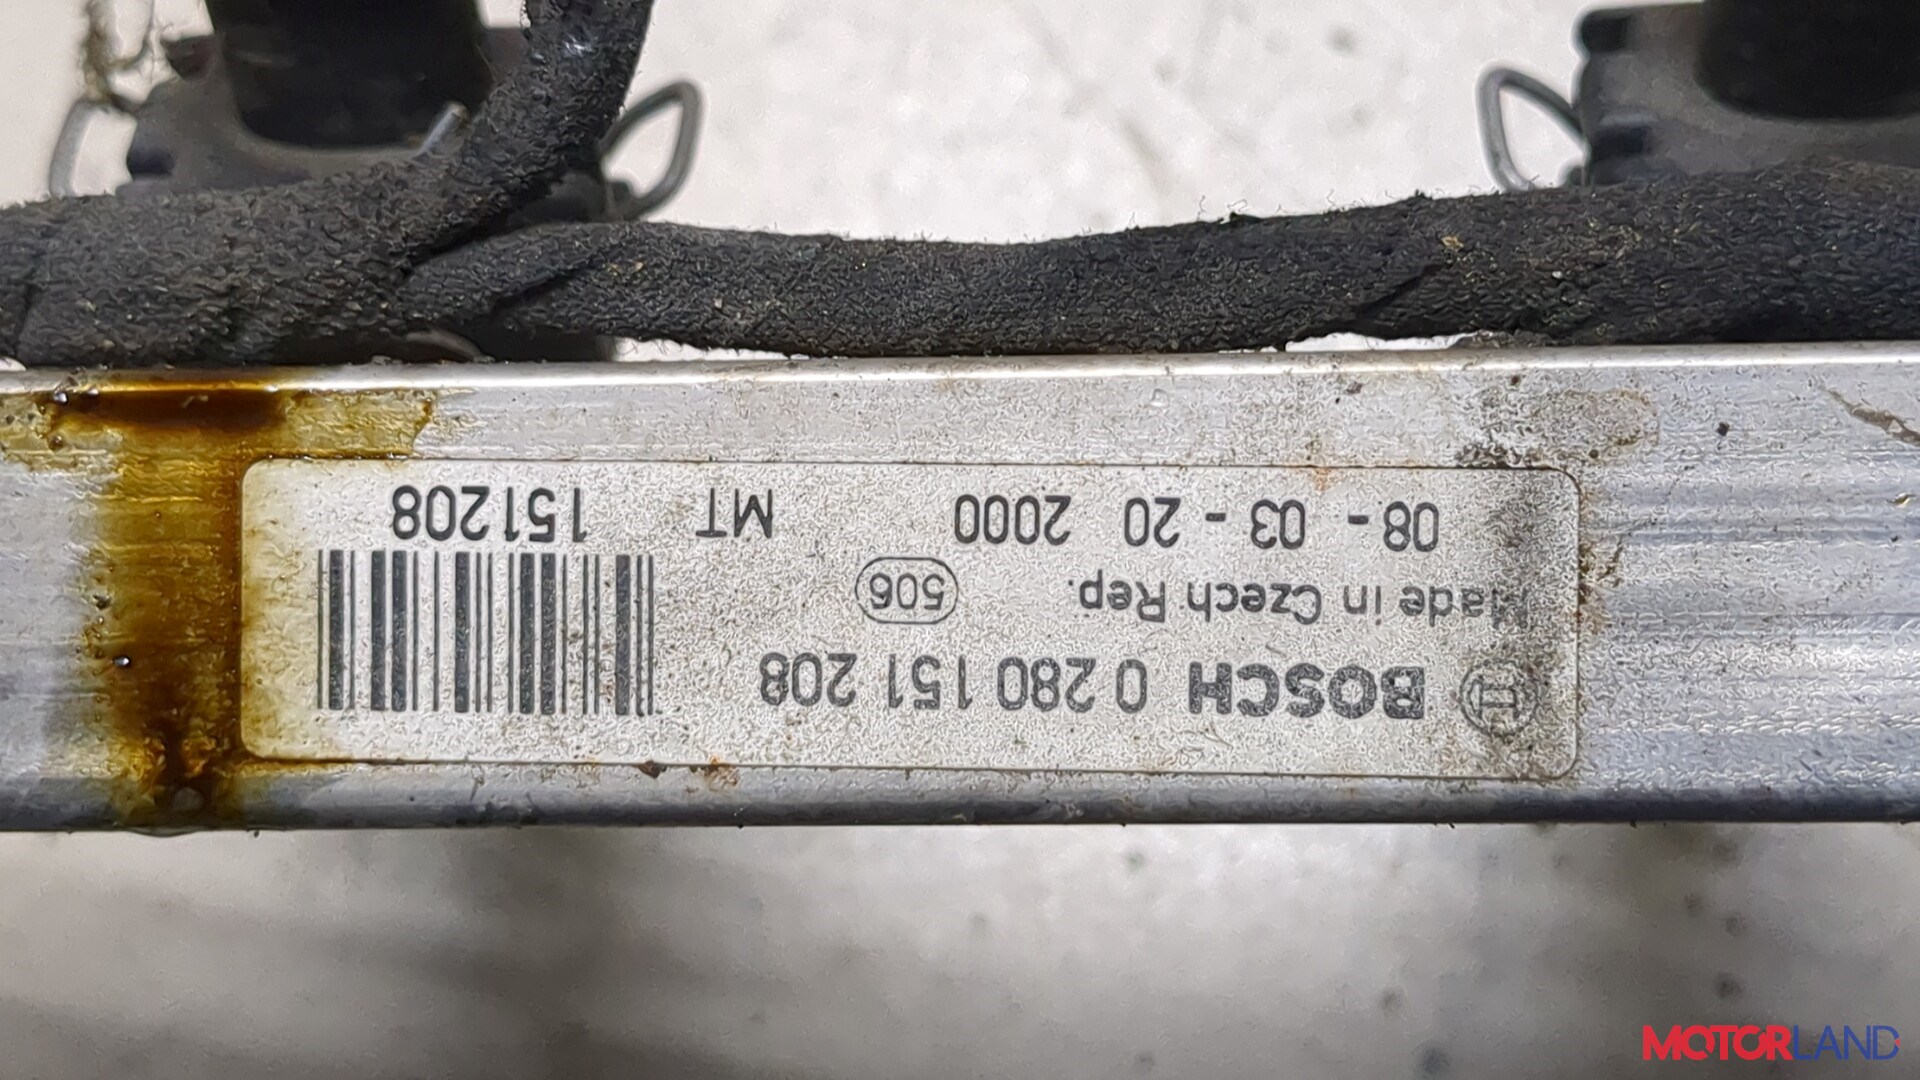 BOSCH 0 280 151 208
Made in Czech Rep. 506
08 - 03 - 20 2000 MT 151208
MOTORLAND